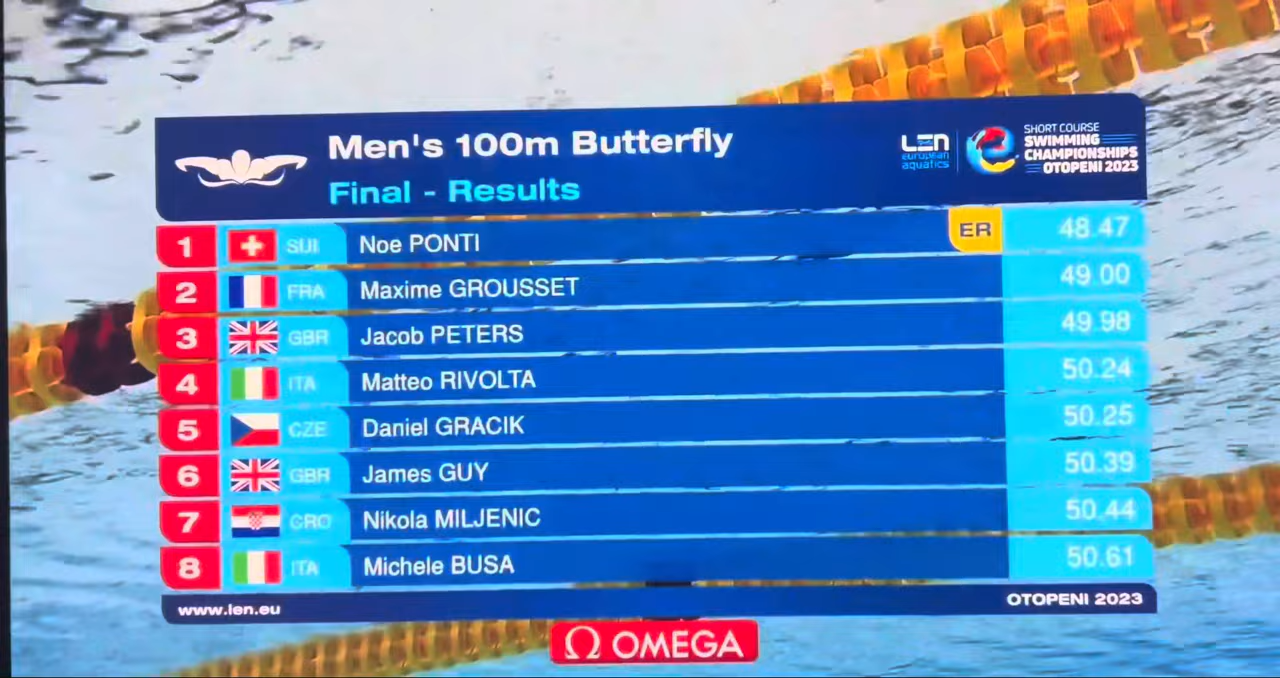 Men's 100m Butterfly
Final - Results
LEN
european
aquatics
SHORT COURSE
SWIMMING
CHAMPIONSHIPS
OTOPENI 2023
1 SUI Noe PONTI ER 48.47
2 FRA Maxime GROUSSET 49.00
3 GBR Jacob PETERS 49.98
4 ITA Matteo RIVOLTA 50.24
5 CZE Daniel GRACIK 50.25
6 GBR James GUY 50.39
7 CRO Nikola MILJENIC 50.44
8 ITA Michele BUSA 50.61
www.len.eu OTOPENI 2023
Ω OMEGA